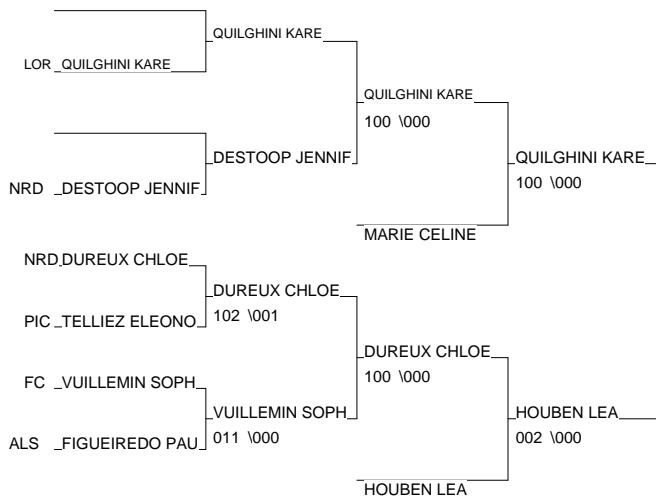 QUILGHINI KARE
LOR QUILGHINI KARE
QUILGHINI KARE
100 \000
DESTOOP JENNIF
QUILGHINI KARE
100 \000
NRD DESTOOP JENNIF
MARIE CELINE
NRD DUREUX CHLOE
DUREUX CHLOE
102 \001
PIC TELLIEZ ELEONO
DUREUX CHLOE
100 \000
FC VUILLEMIN SOPH
VUILLEMIN SOPH
011 \000
HOUBEN LEA
002 \000
ALS FIGUEIREDO PAU
HOUBEN LEA